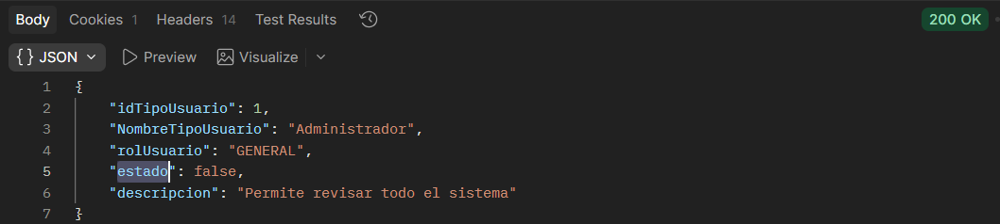 Body Cookies 1 Headers 14 Test Results 200 OK
{} JSON Preview Visualize
1 {
2 "idTipoUsuario": 1,
3 "NombreTipoUsuario": "Administrador",
4 "rolUsuario": "GENERAL",
5 "estado": false,
6 "descripcion": "Permite revisar todo el sistema"
7 }